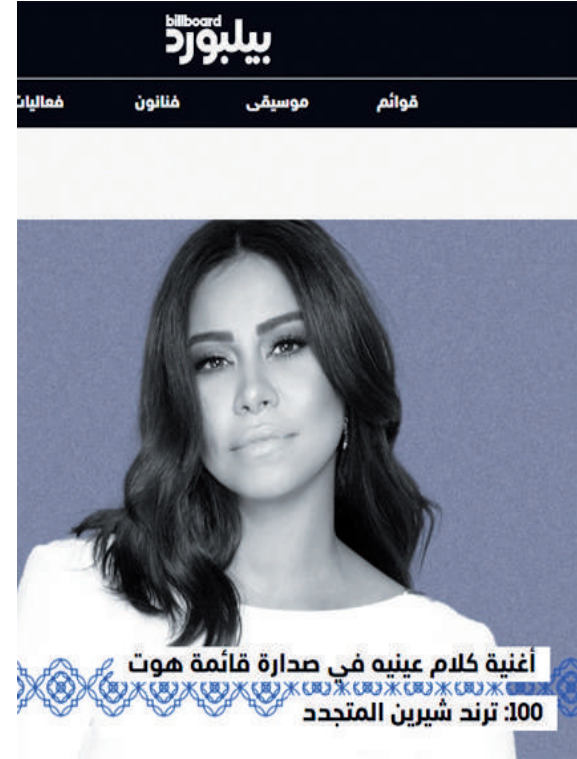 billboard
بيلبورد
قوائم موسيقى فنانون فعاليات
أغنية كلام عينيه في صدارة قائمة هوت
100: ترند شيرين المتجدد